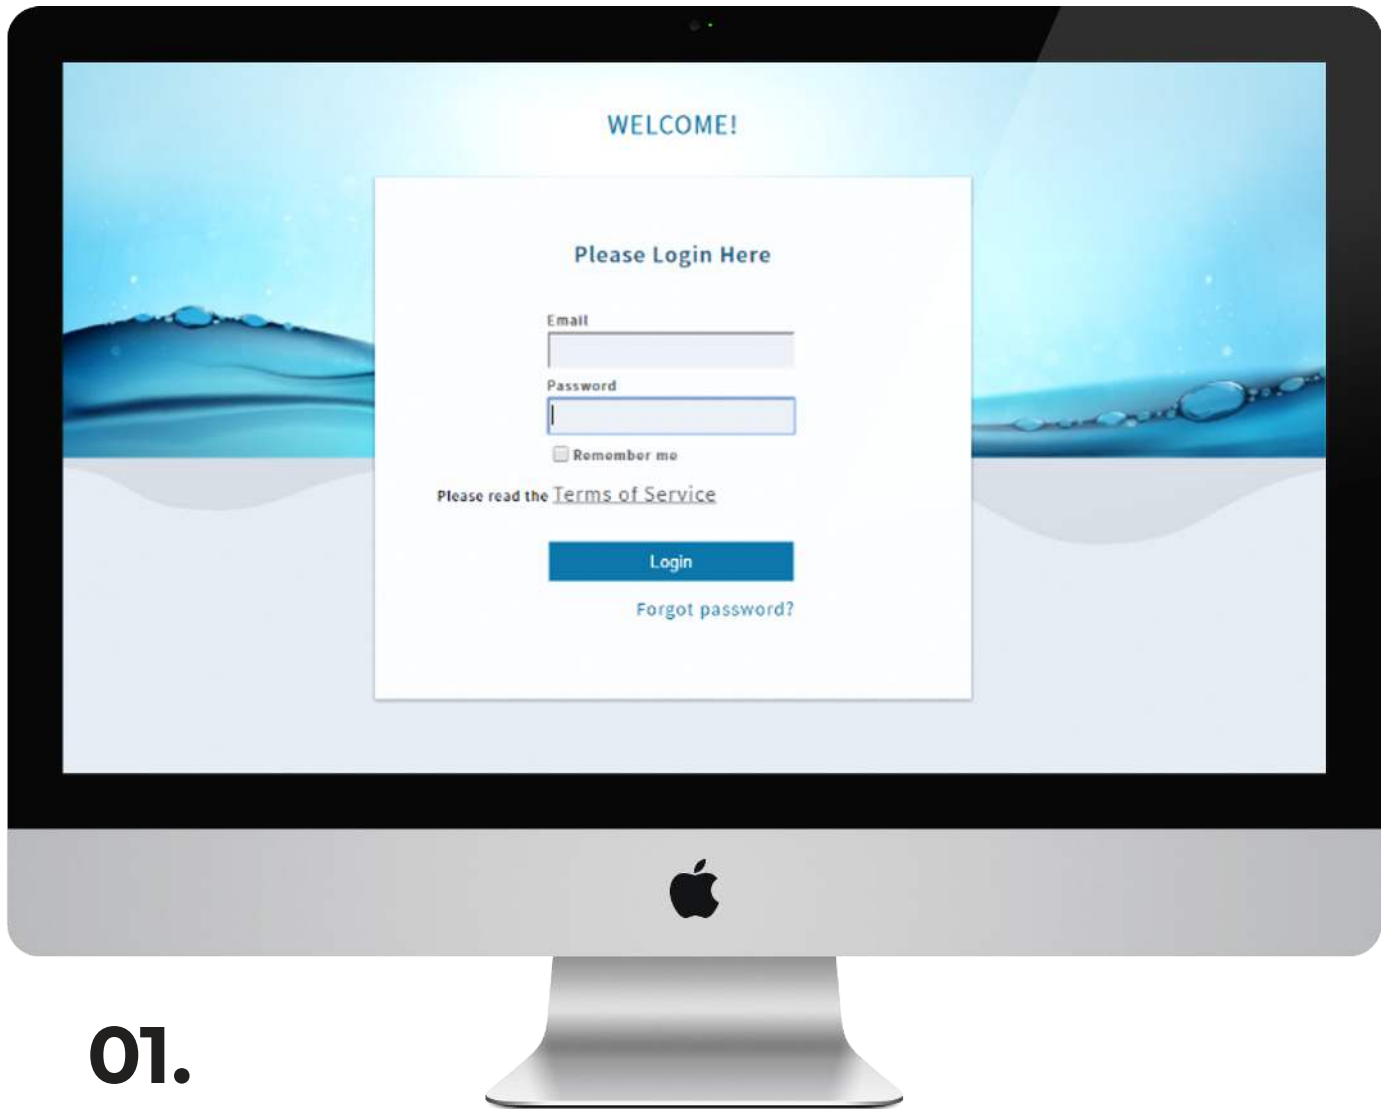 WELCOME!
Please Login Here
Email
Password
Remember me
Please read the Terms of Service
Login
Forgot password?
01.